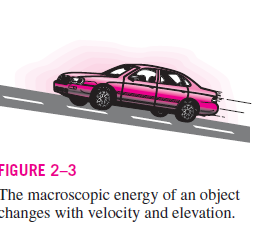 FIGURE 2–3
The macroscopic energy of an object
changes with velocity and elevation.